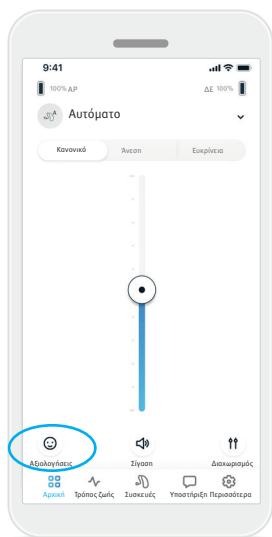 9:41
100% ΑΡ ΔΕ 100%
A Αυτόματο
Κανονικό Άνεση Ευκρίνεια
Αξιολογήσεις Σίγαση Διαχωρισμός
Αρχική Τρόπος ζωής Συσκευές Υποστήριξη Περισσότερα